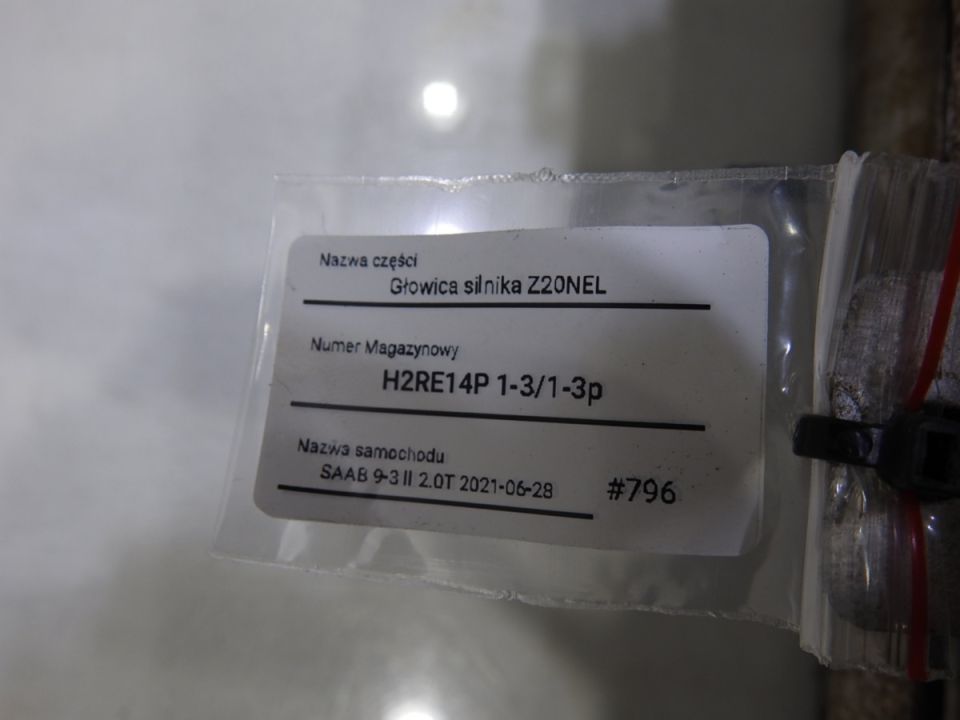 Nazwa części
Głowica silnika Z20NEL
Numer Magazynowy
H2RE14P 1-3/1-3p
Nazwa samochodu
SAAB 9-3 II 2.0T 2021-06-28 #796